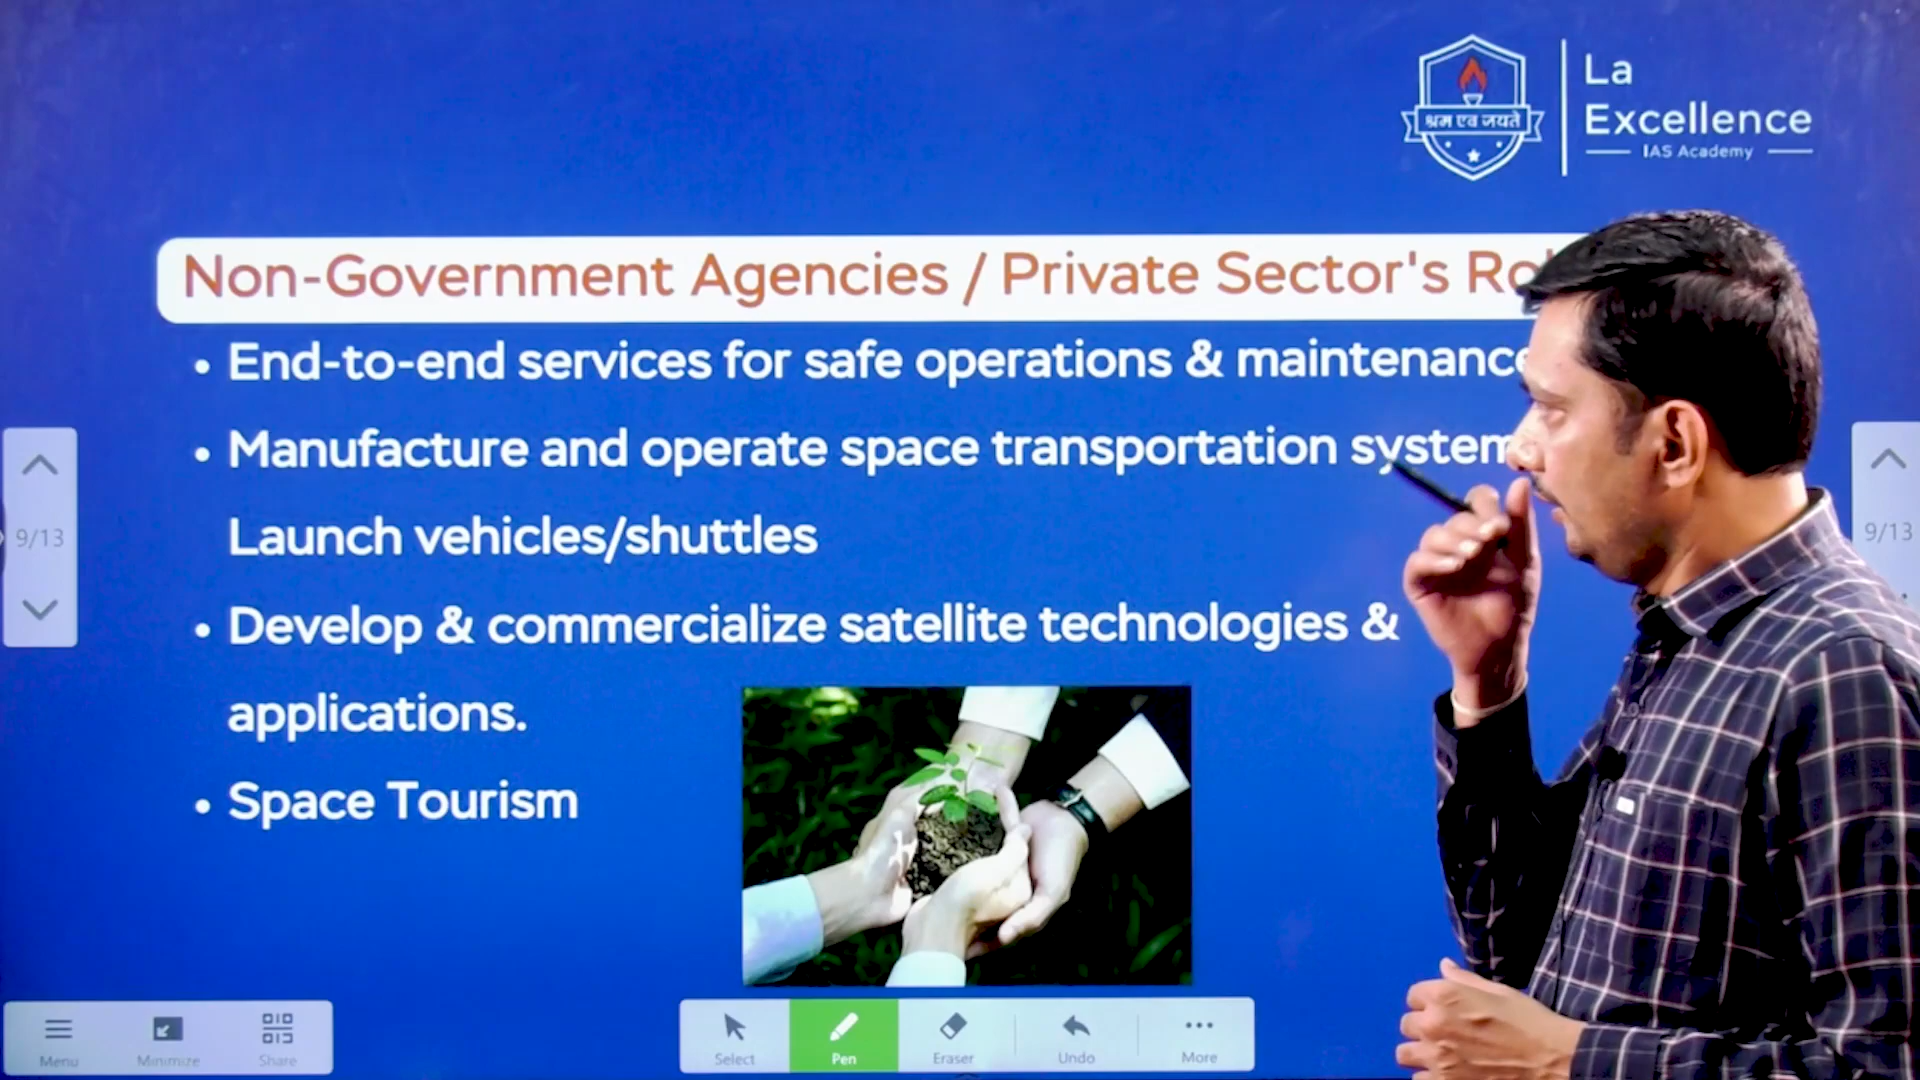 La
Excellence
IAS Academy
श्रम एव जयते
Non-Government Agencies / Private Sector's
• End-to-end services for safe operations & maintenance
• Manufacture and operate space transportation system
Launch vehicles/shuttles
• Develop & commercialize satellite technologies &
applications.
• Space Tourism
9/13
9/13
Menu
Minimize
Share
Select
Pen
Eraser
Undo
More